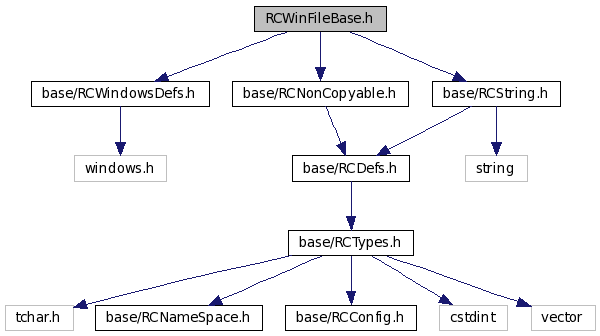 RCWinFileBase.h
base/RCWindowsDefs.h
base/RCNonCopyable.h
base/RCString.h
windows.h
base/RCDefs.h
string
base/RCTypes.h
tchar.h
base/RCNameSpace.h
base/RCConfig.h
cstdint
vector